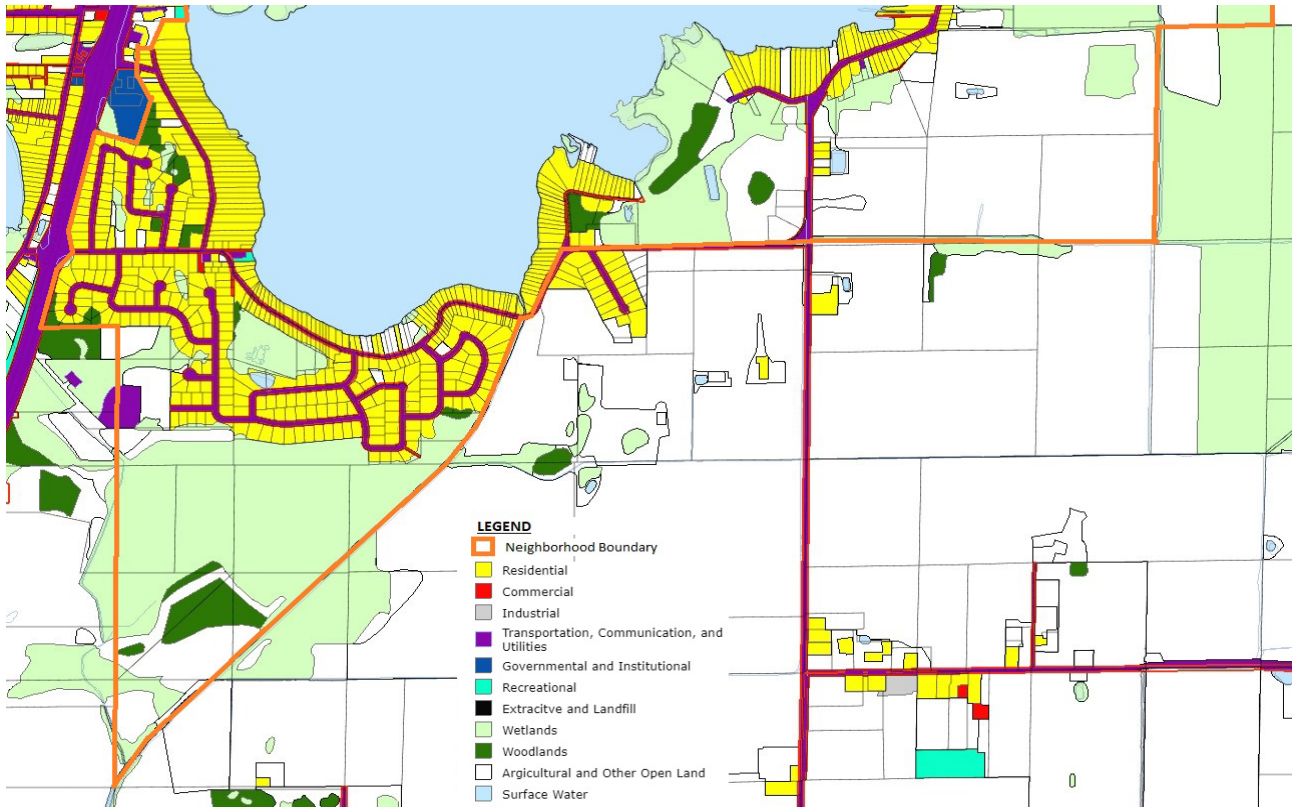 LEGEND
Neighborhood Boundary
Residential
Commercial
Industrial
Transportation, Communication, and
Utilities
Governmental and Institutional
Recreational
Extracitve and Landfill
Wetlands
Woodlands
Argicultural and Other Open Land
Surface Water